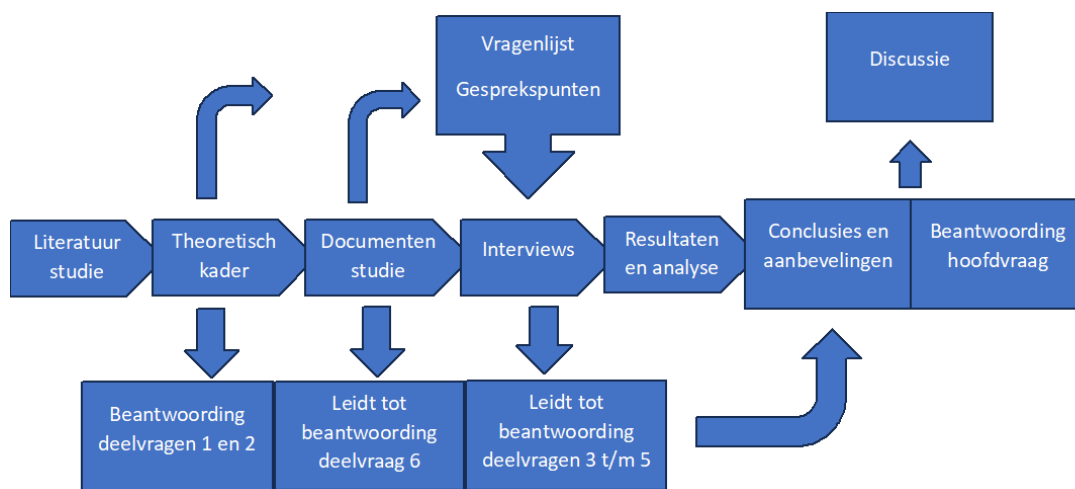 Vragenlijst
Gesprekspunten
Discussie
Literatuur
studie
Theoretisch
kader
Documenten
studie
Interviews
Resultaten
en analyse
Conclusies en
aanbevelingen
Beantwoording
hoofdvraag
Beantwoording
deelvragen 1 en 2
Leidt tot
beantwoording
deelvraag 6
Leidt tot
beantwoording
deelvragen 3 t/m 5